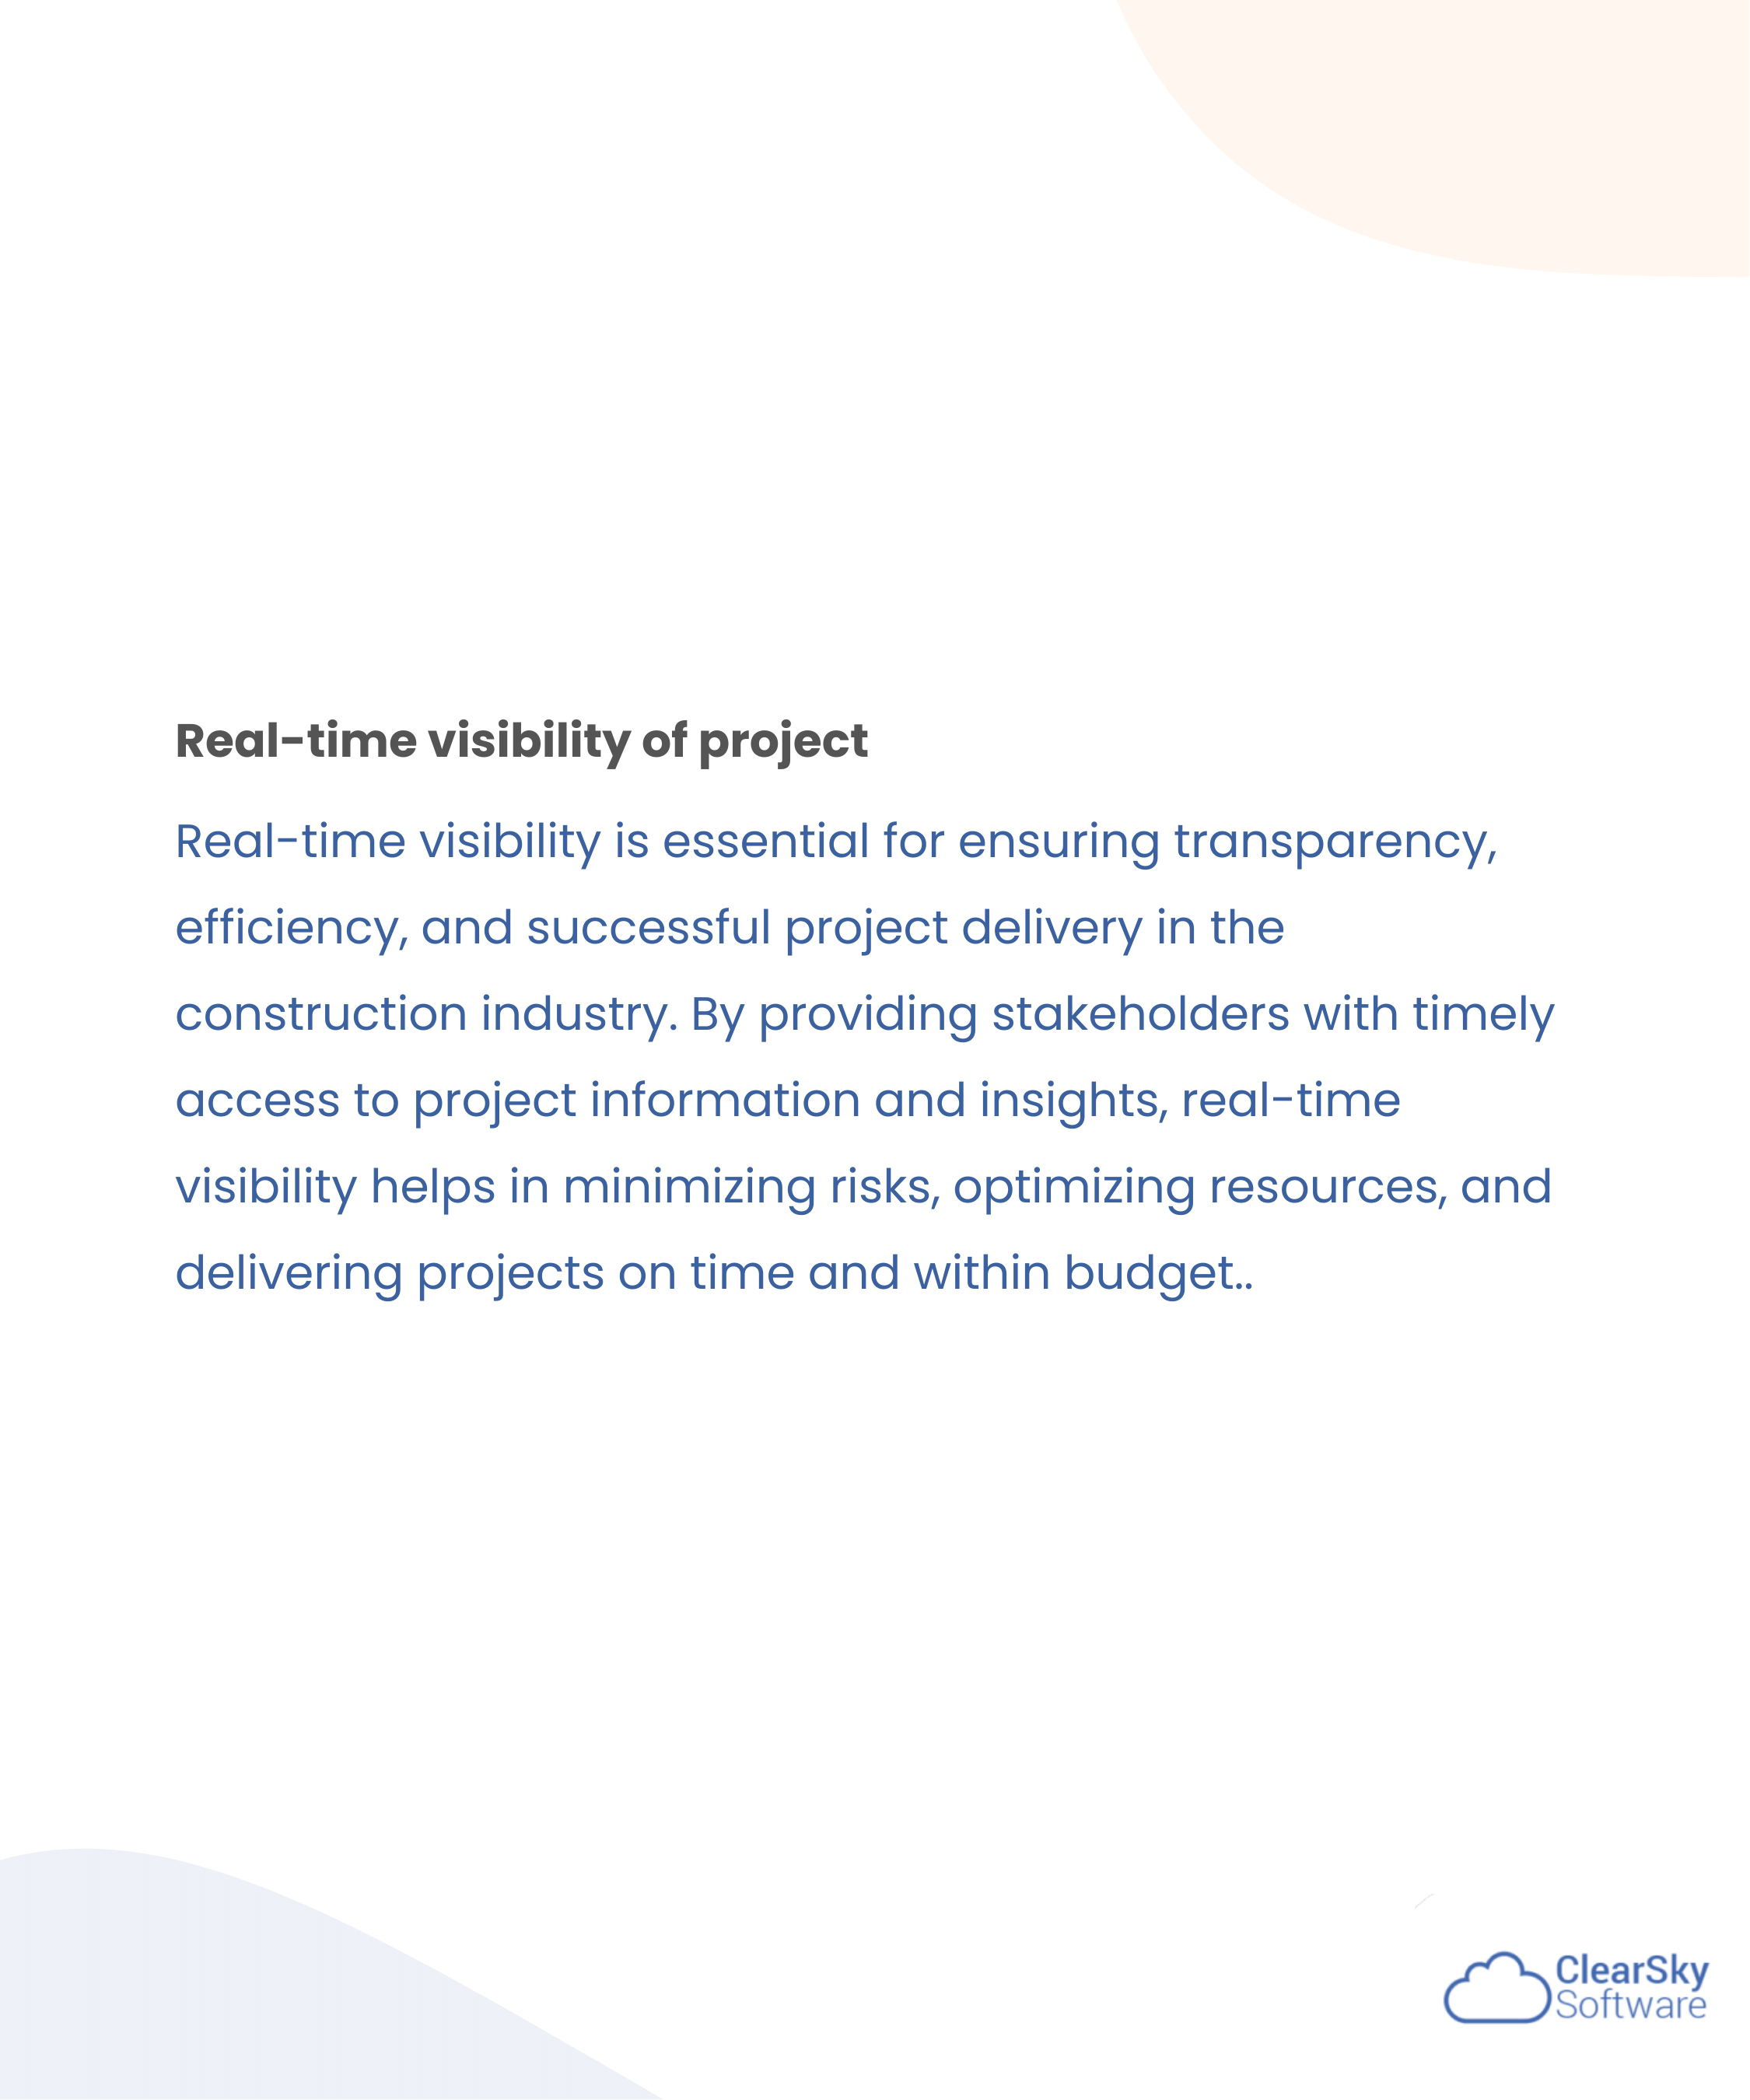 Real-time visibility of project
Real-time visibility is essential for ensuring transparency,
efficiency, and successful project delivery in the
construction industry. By providing stakeholders with timely
access to project information and insights, real-time
visibility helps in minimizing risks, optimizing resources, and
delivering projects on time and within budget..
ClearSky
Software